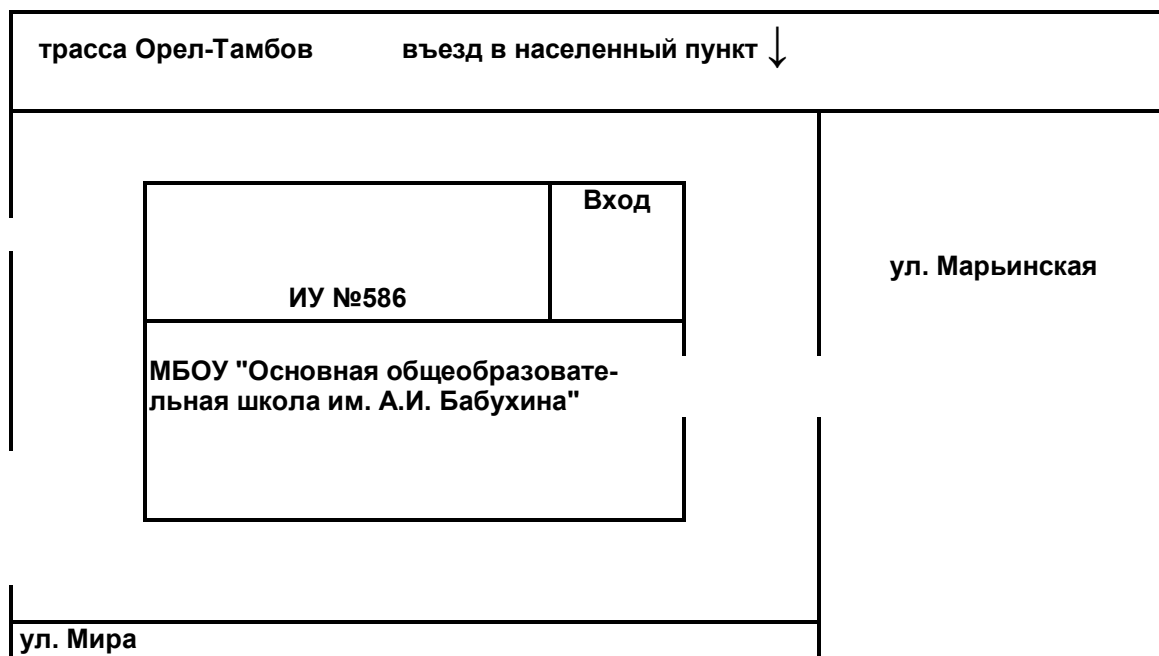 трасса Орел-Тамбов въезд в населенный пункт ↓
Вход
ул. Марьинская
ИУ №586
МБОУ "Основная общеобразовате-
льная школа им. А.И. Бабухина"
ул. Мира